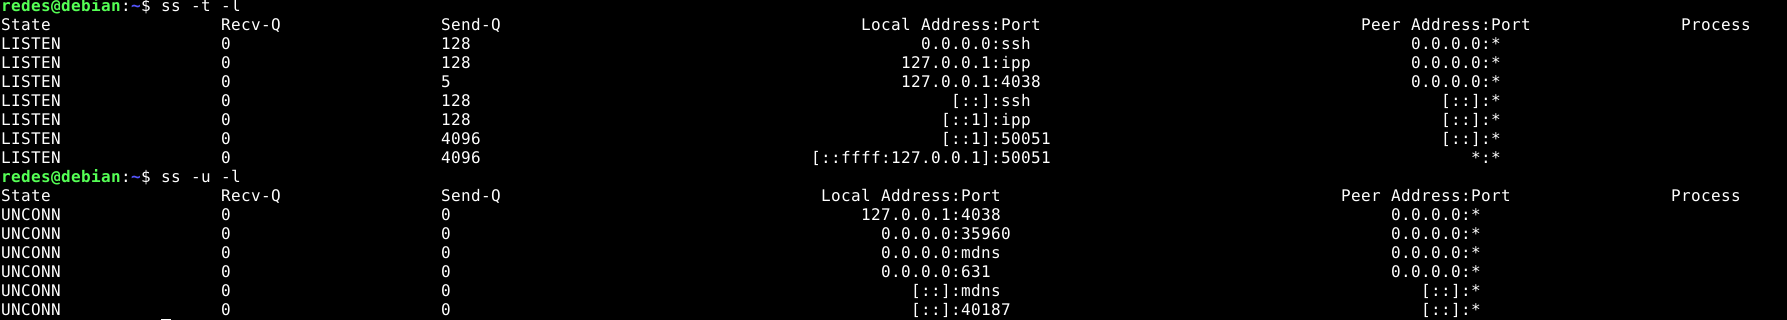 redes@debian:~$ ss -t -l
State Recv-Q Send-Q Local Address:Port Peer Address:Port Process
LISTEN 0 128 0.0.0.0:ssh 0.0.0.0:*
LISTEN 0 128 127.0.0.1:ipp 0.0.0.0:*
LISTEN 0 5 127.0.0.1:4038 0.0.0.0:*
LISTEN 0 128 [::]:ssh [::]:*
LISTEN 0 128 [::1]:ipp [::]:*
LISTEN 0 4096 [::1]:50051 [::]:*
LISTEN 0 4096 [::ffff:127.0.0.1]:50051 *:*
redes@debian:~$ ss -u -l
State Recv-Q Send-Q Local Address:Port Peer Address:Port Process
UNCONN 0 0 127.0.0.1:4038 0.0.0.0:*
UNCONN 0 0 0.0.0.0:35960 0.0.0.0:*
UNCONN 0 0 0.0.0.0:mdns 0.0.0.0:*
UNCONN 0 0 0.0.0.0:631 0.0.0.0:*
UNCONN 0 0 [::]:mdns [::]:*
UNCONN 0 0 [::]:40187 [::]:*